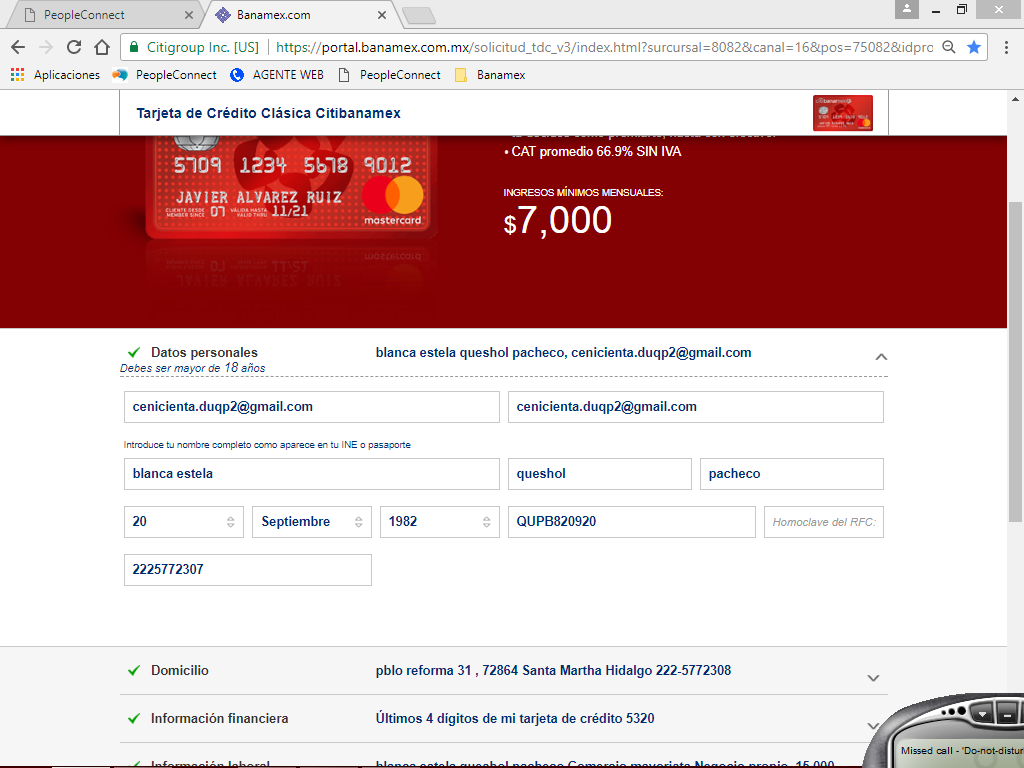 PeopleConnect
Banamex.com
Citigroup Inc. [US] https://portal.banamex.com.mx/solicitud_tdc_v3/index.html?surcursal=8082&canal=16&pos=75082&idpro
Aplicaciones PeopleConnect AGENTE WEB PeopleConnect Banamex
Tarjeta de Crédito Clásica Citibanamex
• CAT promedio 66.9% SIN IVA
5709 1234 5678 9012
JAVIER ALVAREZ RUIZ
CLIENTE DESDE MEMBER SINCE 07 VÁLIDA HASTA VALID THRU 11/21
mastercard
INGRESOS MÍNIMOS MENSUALES:
$7,000
Datos personales blanca estela queshol pacheco, cenicienta.duqp2@gmail.com
Debes ser mayor de 18 años
cenicienta.duqp2@gmail.com cenicienta.duqp2@gmail.com
Introduce tu nombre completo como aparece en tu INE o pasaporte
blanca estela queshol pacheco
20 Septiembre 1982 QUPB820920 Homoclave del RFC:
2225772307
Domicilio pblo reforma 31 , 72864 Santa Martha Hidalgo 222-5772308
Información financiera Últimos 4 dígitos de mi tarjeta de crédito 5320
Información laboral blanca estela queshol pacheco Comercio mayorista Negocio propio 15,000
Missed call - 'Do-not-distur